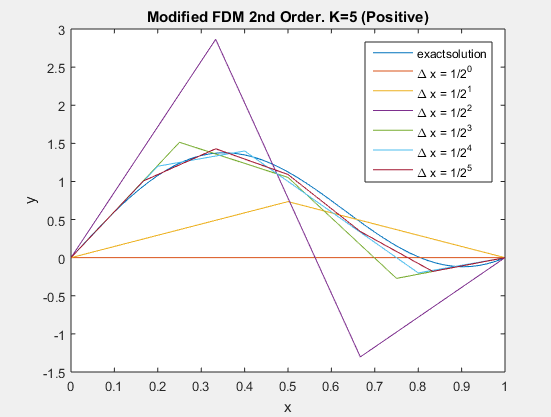 Modified FDM 2nd Order. K=5 (Positive)
3
2.5
2
1.5
1
0.5
0
-0.5
-1
-1.5
y
exactsolution
Δ x = 1/2^0
Δ x = 1/2^1
Δ x = 1/2^2
Δ x = 1/2^3
Δ x = 1/2^4
Δ x = 1/2^5
0 0.1 0.2 0.3 0.4 0.5 0.6 0.7 0.8 0.9 1
x